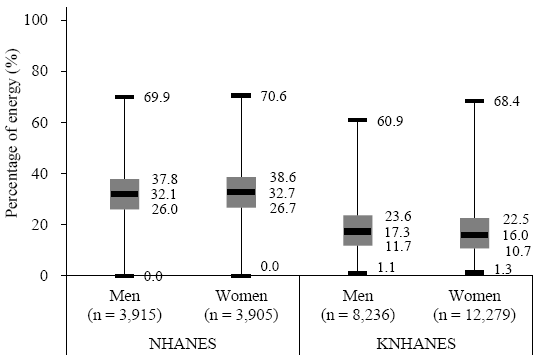 Percentage of energy (%)
100
80
60
40
20
0
69.9
37.8
32.1
26.0
0.0
70.6
38.6
32.7
26.7
0.0
60.9
23.6
17.3
11.7
1.1
68.4
22.5
16.0
10.7
1.3
Men
(n = 3,915)
Women
(n = 3,905)
Men
(n = 8,236)
Women
(n = 12,279)
NHANES
KNHANES